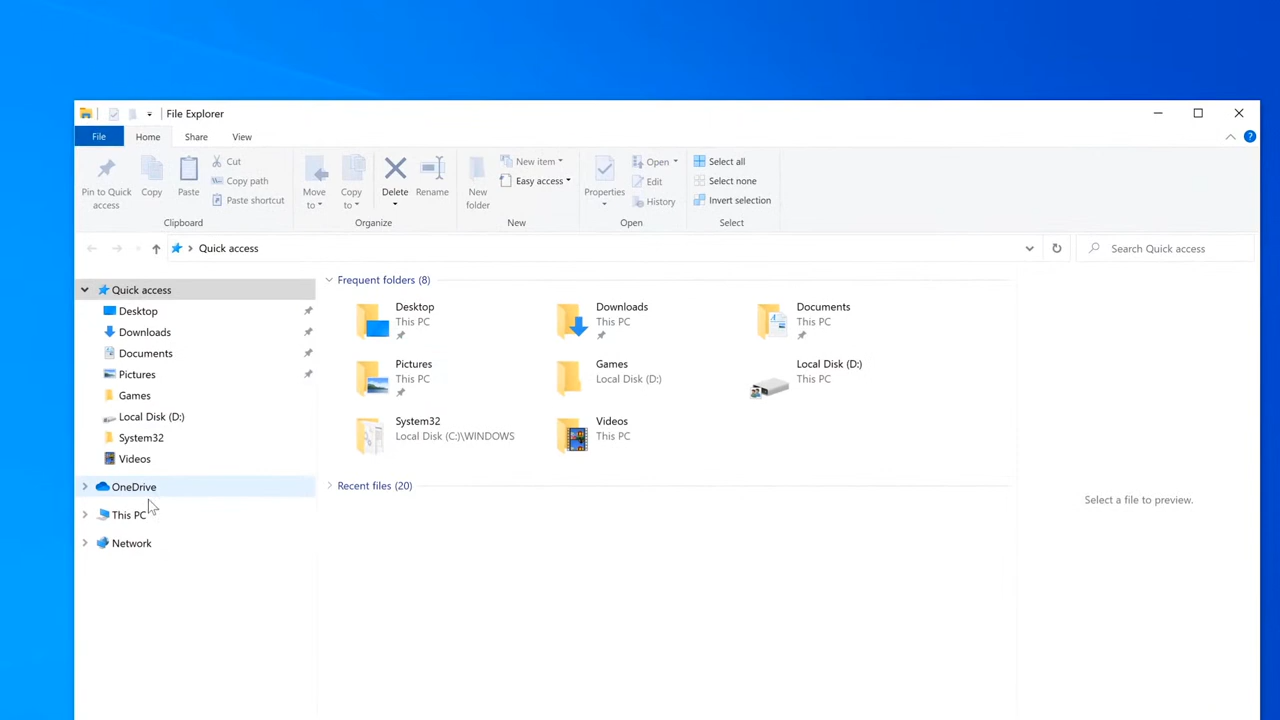 File Explorer
File Home Share View
Pin to Quick access
Copy
Paste
Cut
Copy path
Paste shortcut
Clipboard
Move to
Copy to
Delete
Rename
Organize
New folder
New item
Easy access
New
Properties
Open
Edit
History
Open
Select all
Select none
Invert selection
Select
Quick access
Search Quick access
Quick access
Desktop
Downloads
Documents
Pictures
Games
Local Disk (D:)
System32
Videos
OneDrive
This PC
Network
Frequent folders (8)
Desktop
This PC
Downloads
This PC
Documents
This PC
Pictures
This PC
Games
Local Disk (D:)
Local Disk (D:)
This PC
System32
Local Disk (C:)\WINDOWS
Videos
This PC
Recent files (20)
Select a file to preview.